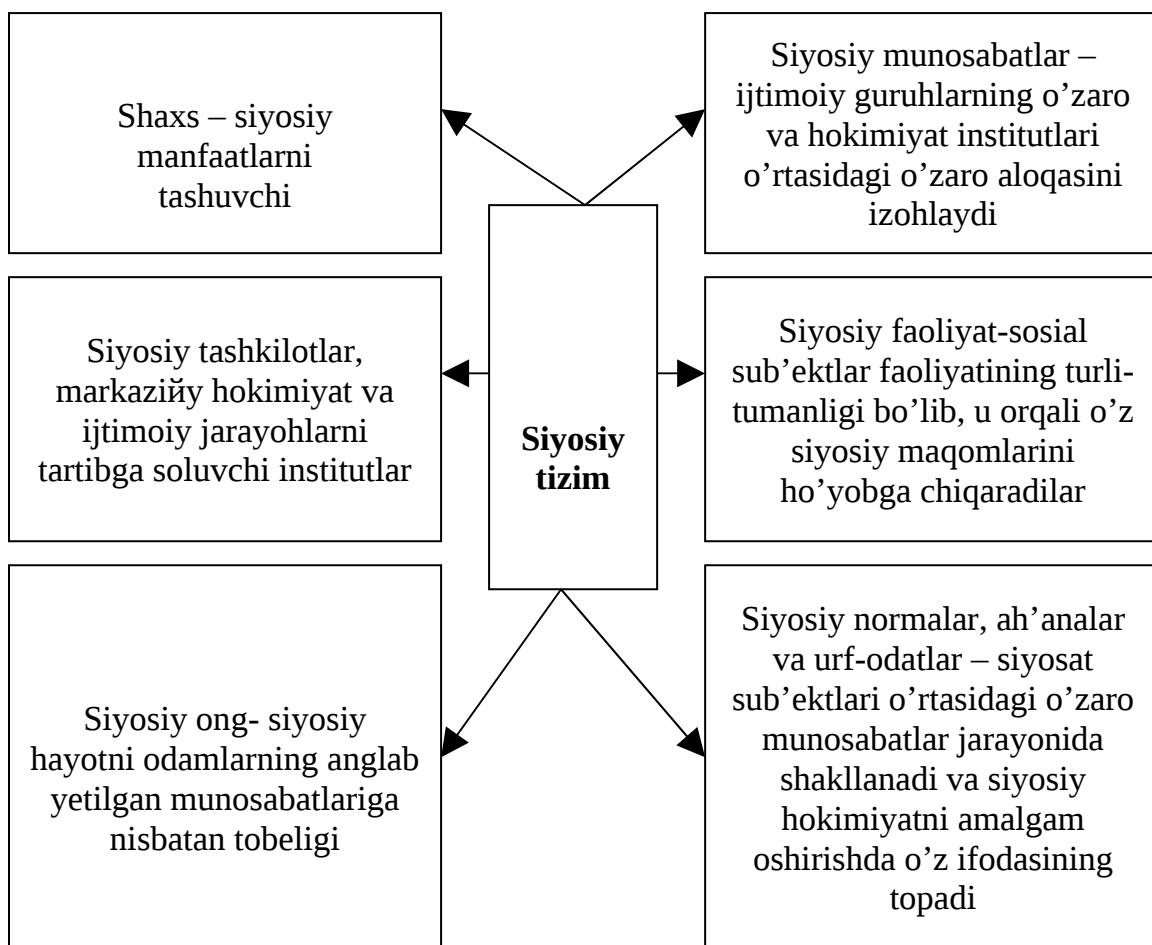 Shaxs – siyosiy
manfaatlarni
tashuvchi
Siyosiy munosabatlar –
ijtimoiy guruhlarning o’zaro
va hokimiyat institutlari
o’rtasidagi o’zaro aloqasini
izohlaydi
Siyosiy tashkilotlar,
markaziйy hokimiyat va
ijtimoiy jarayohlarni
tartibga soluvchi institutlar
Siyosiy
tizim
Siyosiy faoliyat-sosial
sub’ektlar faoliyatining turli-
tumanligi bo’lib, u orqali o’z
siyosiy maqomlarini
ho’yobga chiqaradilar
Siyosiy ong- siyosiy
hayotni odamlarning anglab
yetilgan munosabatlariga
nisbatan tobeligi
Siyosiy normalar, ah’analar
va urf-odatlar – siyosat
sub’ektlari o’rtasidagi o’zaro
munosabatlar jarayonida
shakllanadi va siyosiy
hokimiyatni amalgam
oshirishda o’z ifodasining
topadi